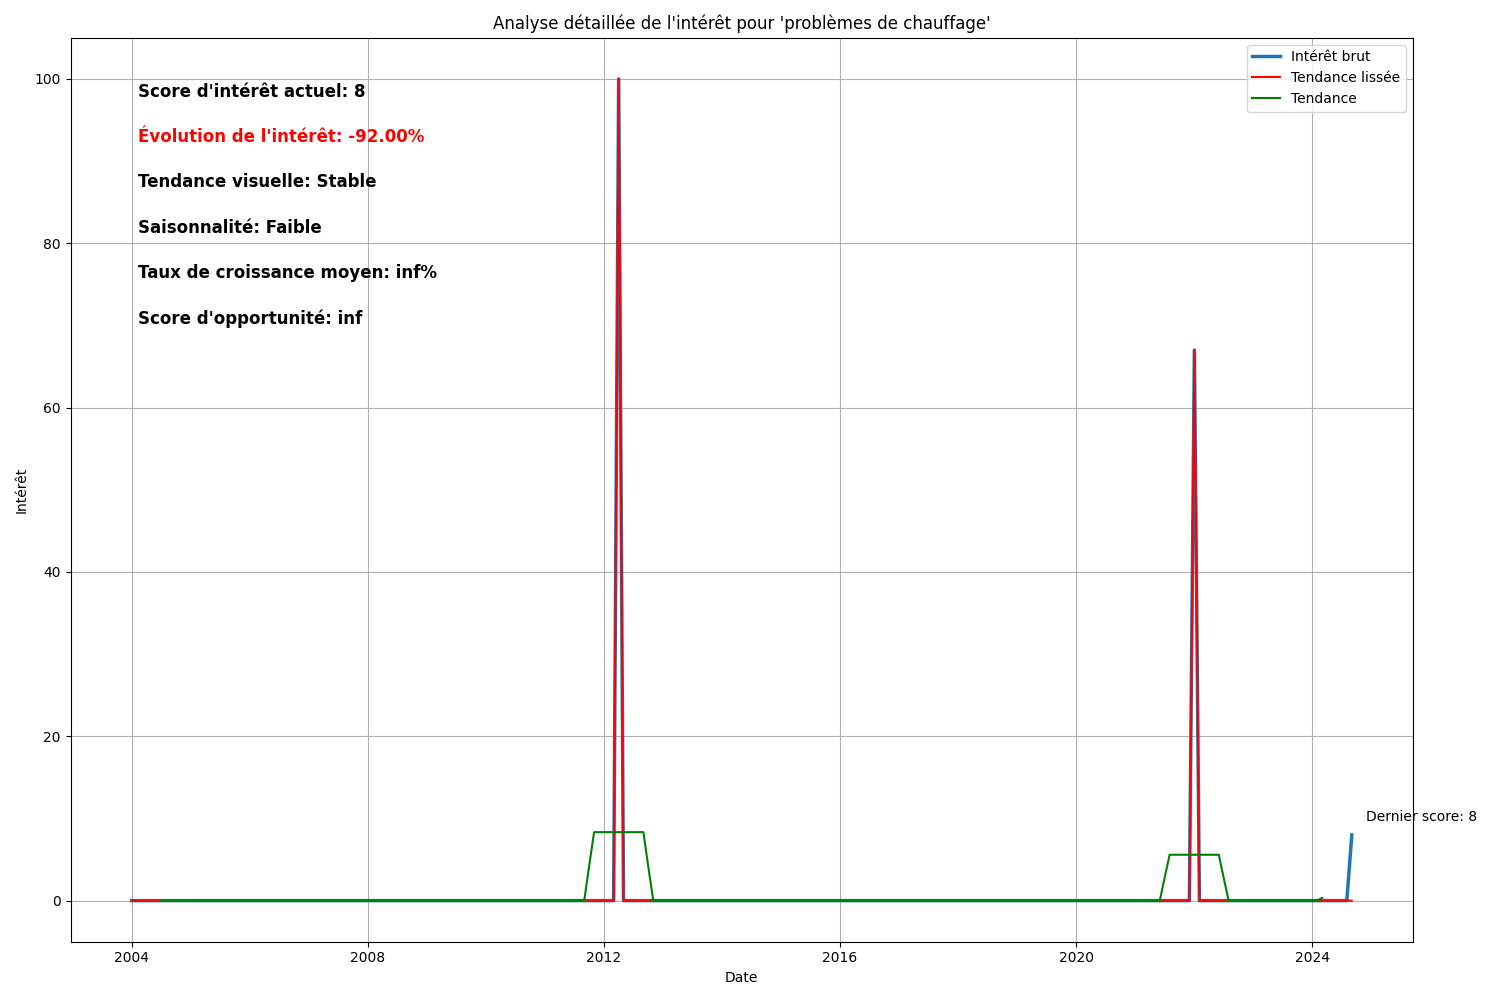 Analyse détaillée de l'intérêt pour 'problèmes de chauffage'
Intérêt brut
Tendance lissée
Tendance
Score d'intérêt actuel: 8
Évolution de l'intérêt: -92.00%
Tendance visuelle: Stable
Saisonnalité: Faible
Taux de croissance moyen: inf%
Score d'opportunité: inf
100
80
60
40
20
0
Intérêt
Dernier score: 8
2004
2008
2012
2016
2020
2024
Date